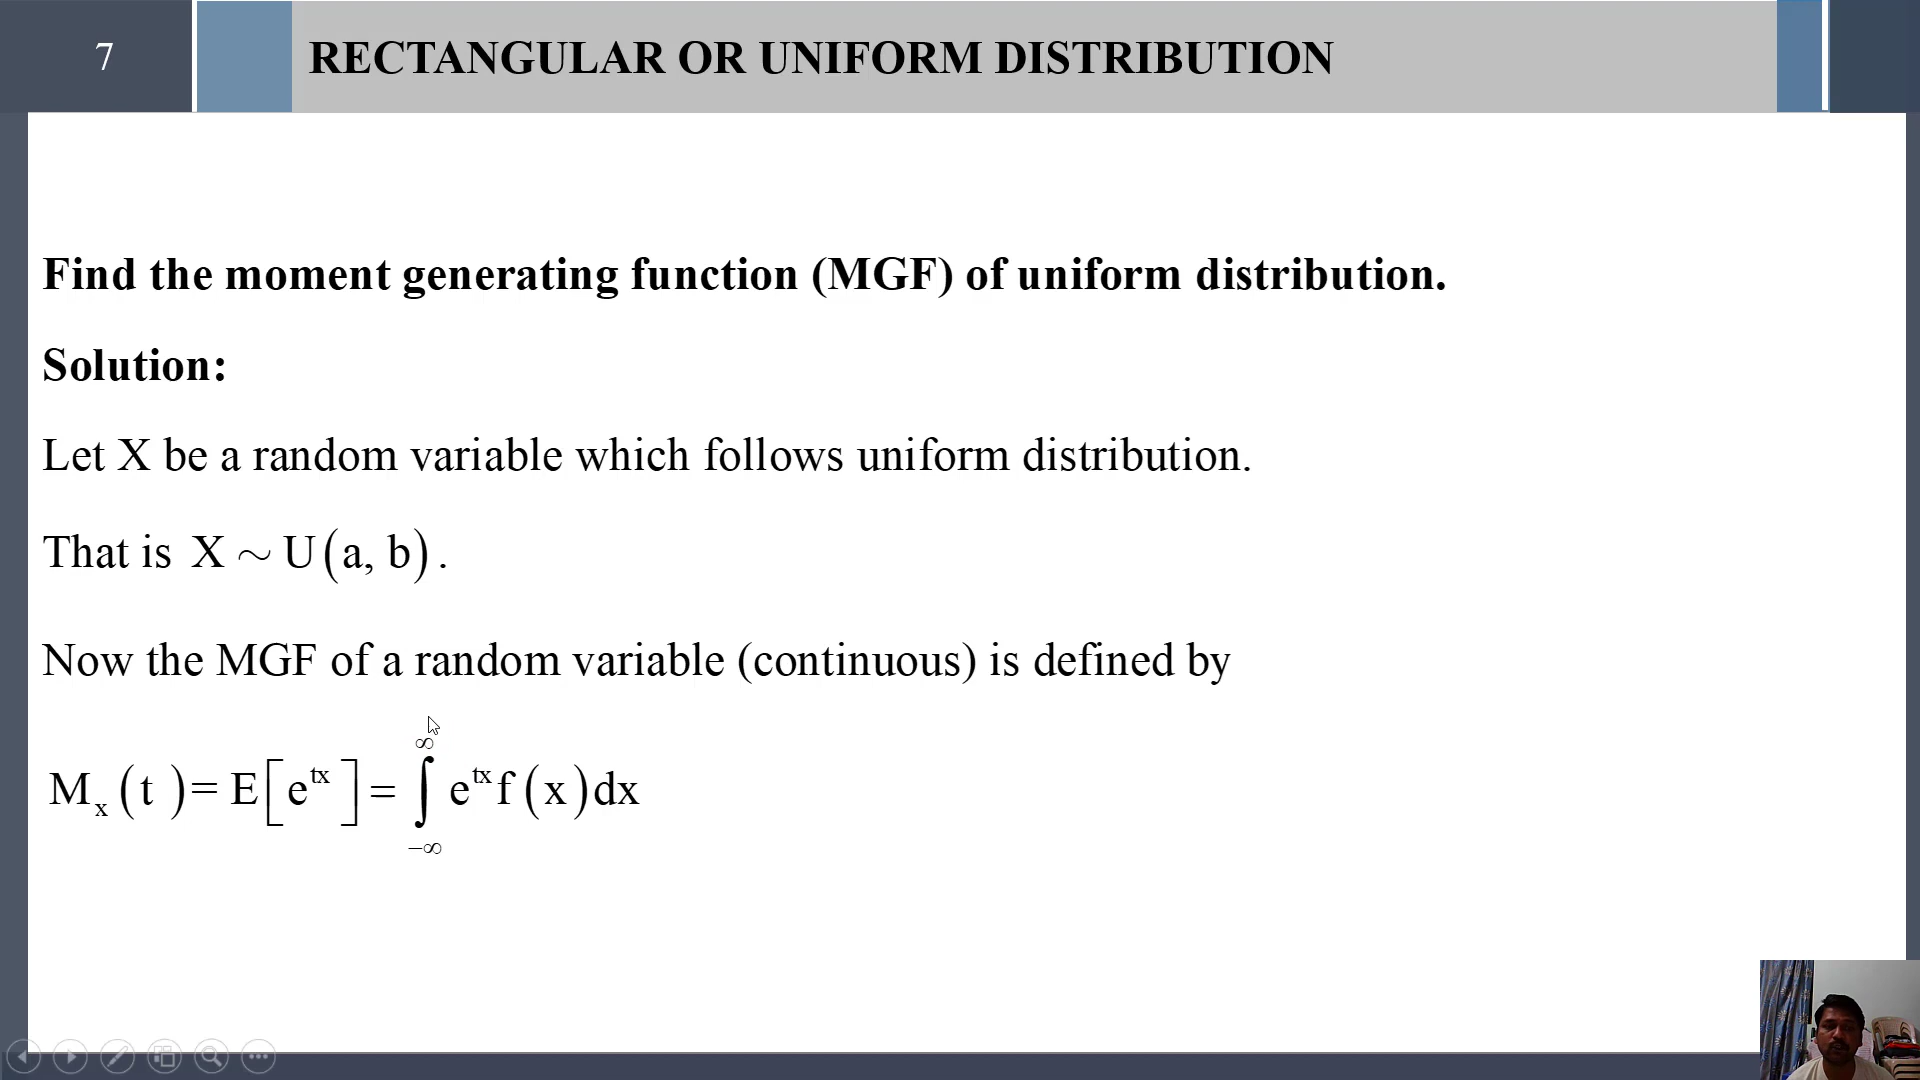 7
RECTANGULAR OR UNIFORM DISTRIBUTION
Find the moment generating function (MGF) of uniform distribution.
Solution:
Let X be a random variable which follows uniform distribution.
That is X ~ U(a, b).
Now the MGF of a random variable (continuous) is defined by
Mₓ(t) = E[e^{tx}] = ∫_{−∞}^{∞} e^{tx} f(x) dx